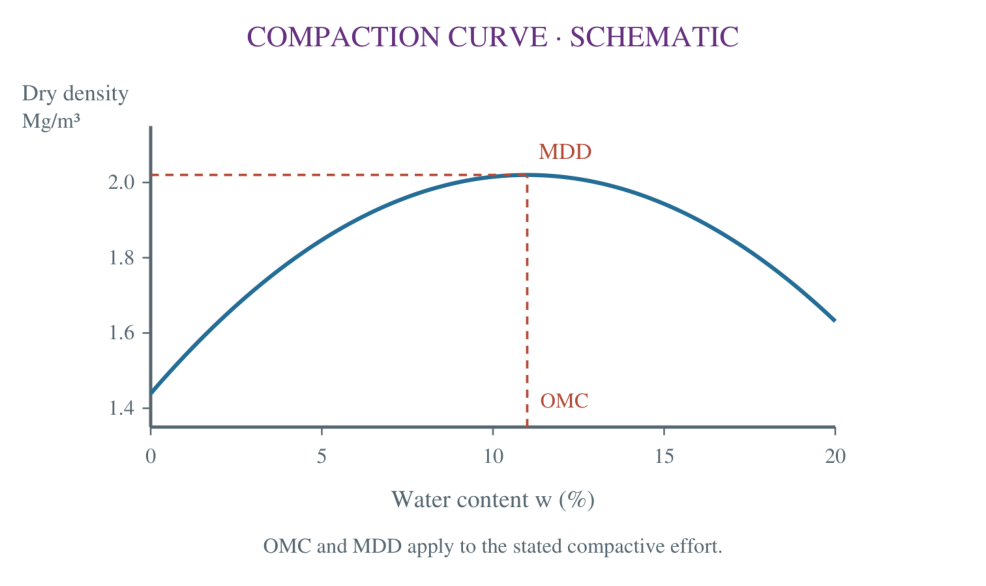 COMPACTION CURVE · SCHEMATIC
Dry density
Mg/m³
MDD
2.0
1.8
1.6
1.4
OMC
0 5 10 15 20
Water content w (%)
OMC and MDD apply to the stated compactive effort.